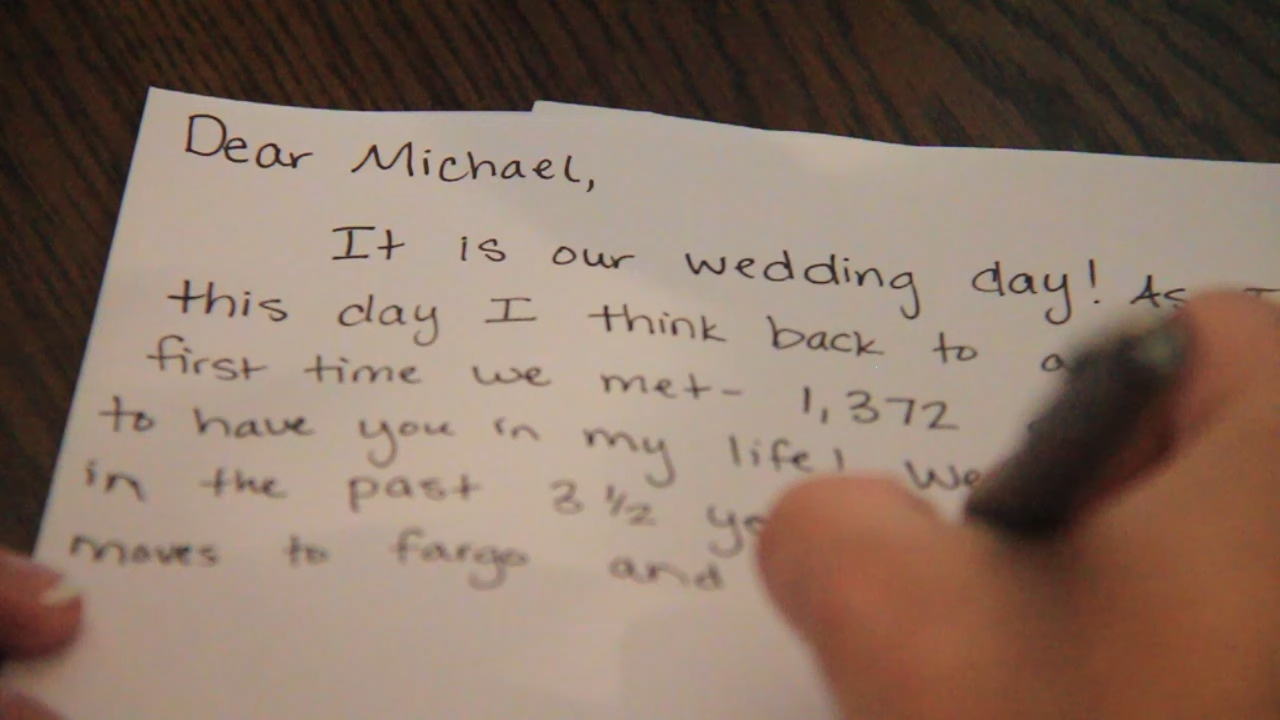 Dear Michael,
It is our wedding day! As I
this day I think back to
first time we met- 1,372
to have you in my life! We
in the past 3 1/2
moves to fargo and